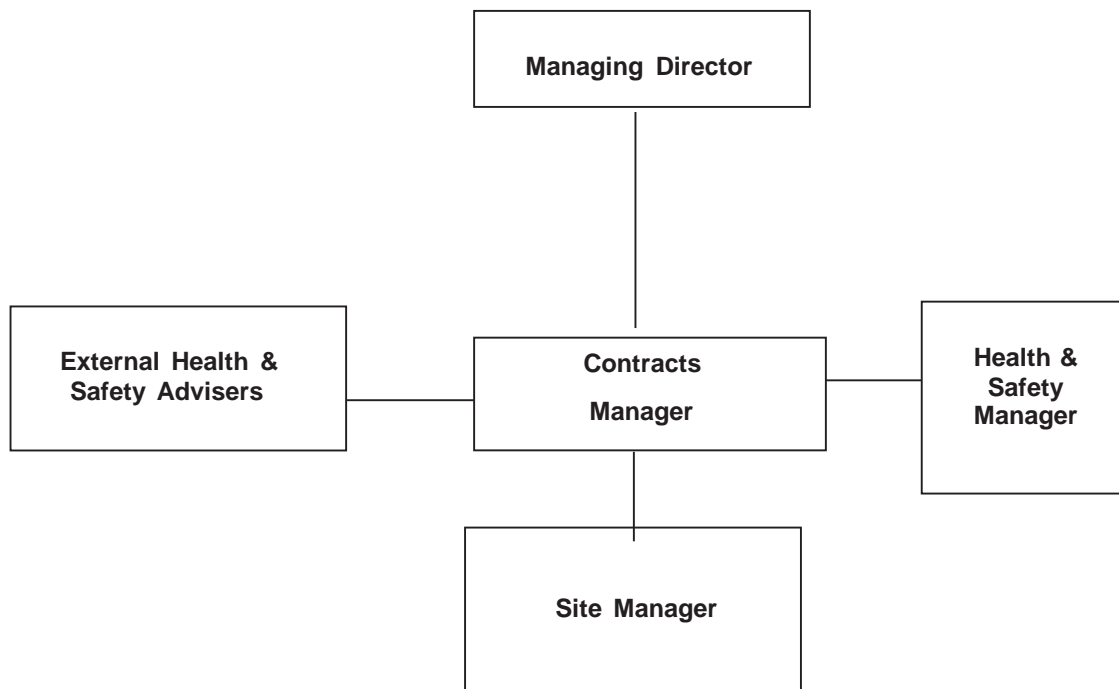 Managing Director
External Health &
Safety Advisers
Contracts
Manager
Health &
Safety
Manager
Site Manager